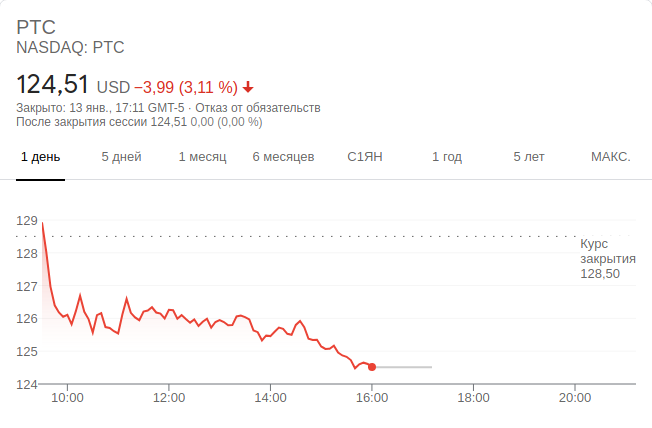 PTC
NASDAQ: PTC
124,51 USD −3,99 (3,11 %)
Закрыто: 13 янв., 17:11 GMT-5 · Отказ от обязательств
После закрытия сессии 124,51 0,00 (0,00 %)
1 день 5 дней 1 месяц 6 месяцев С1ЯН 1 год 5 лет МАКС.
129
128
127
126
125
124
Курс
закрытия
128,50
10:00 12:00 14:00 16:00 18:00 20:00